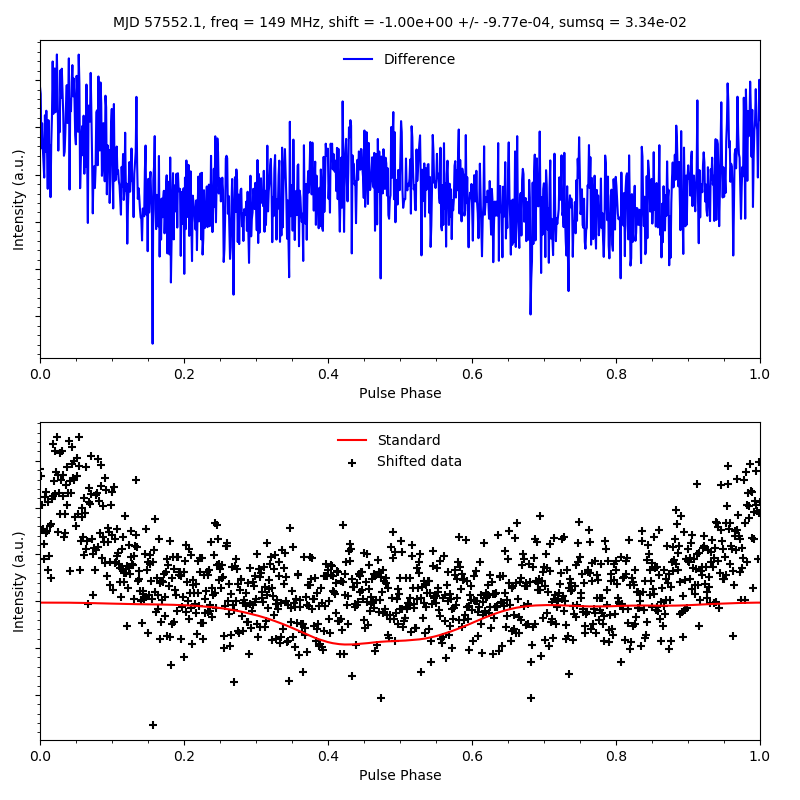 MJD 57552.1, freq = 149 MHz, shift = -1.00e+00 +/- -9.77e-04, sumsq = 3.34e-02
Difference
Intensity (a.u.)
0.0 0.2 0.4 0.6 0.8 1.0
Pulse Phase
Standard
Shifted data
Intensity (a.u.)
0.0 0.2 0.4 0.6 0.8 1.0
Pulse Phase